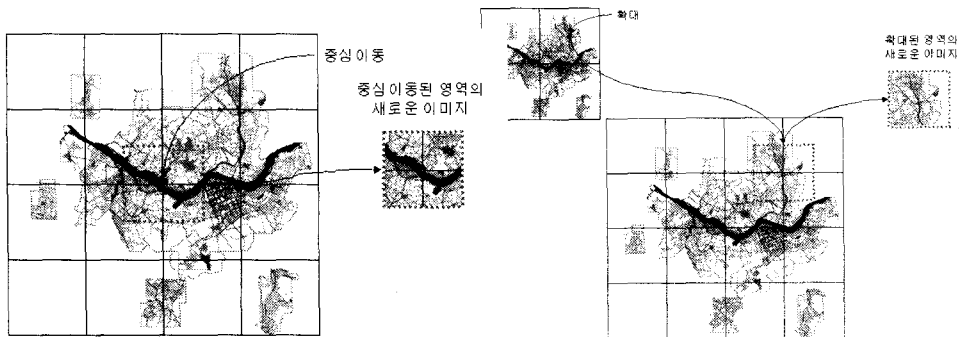 중심이동
중심이동된 영역의
새로운 이미지
확대
확대된 영역의
새로운 이미지